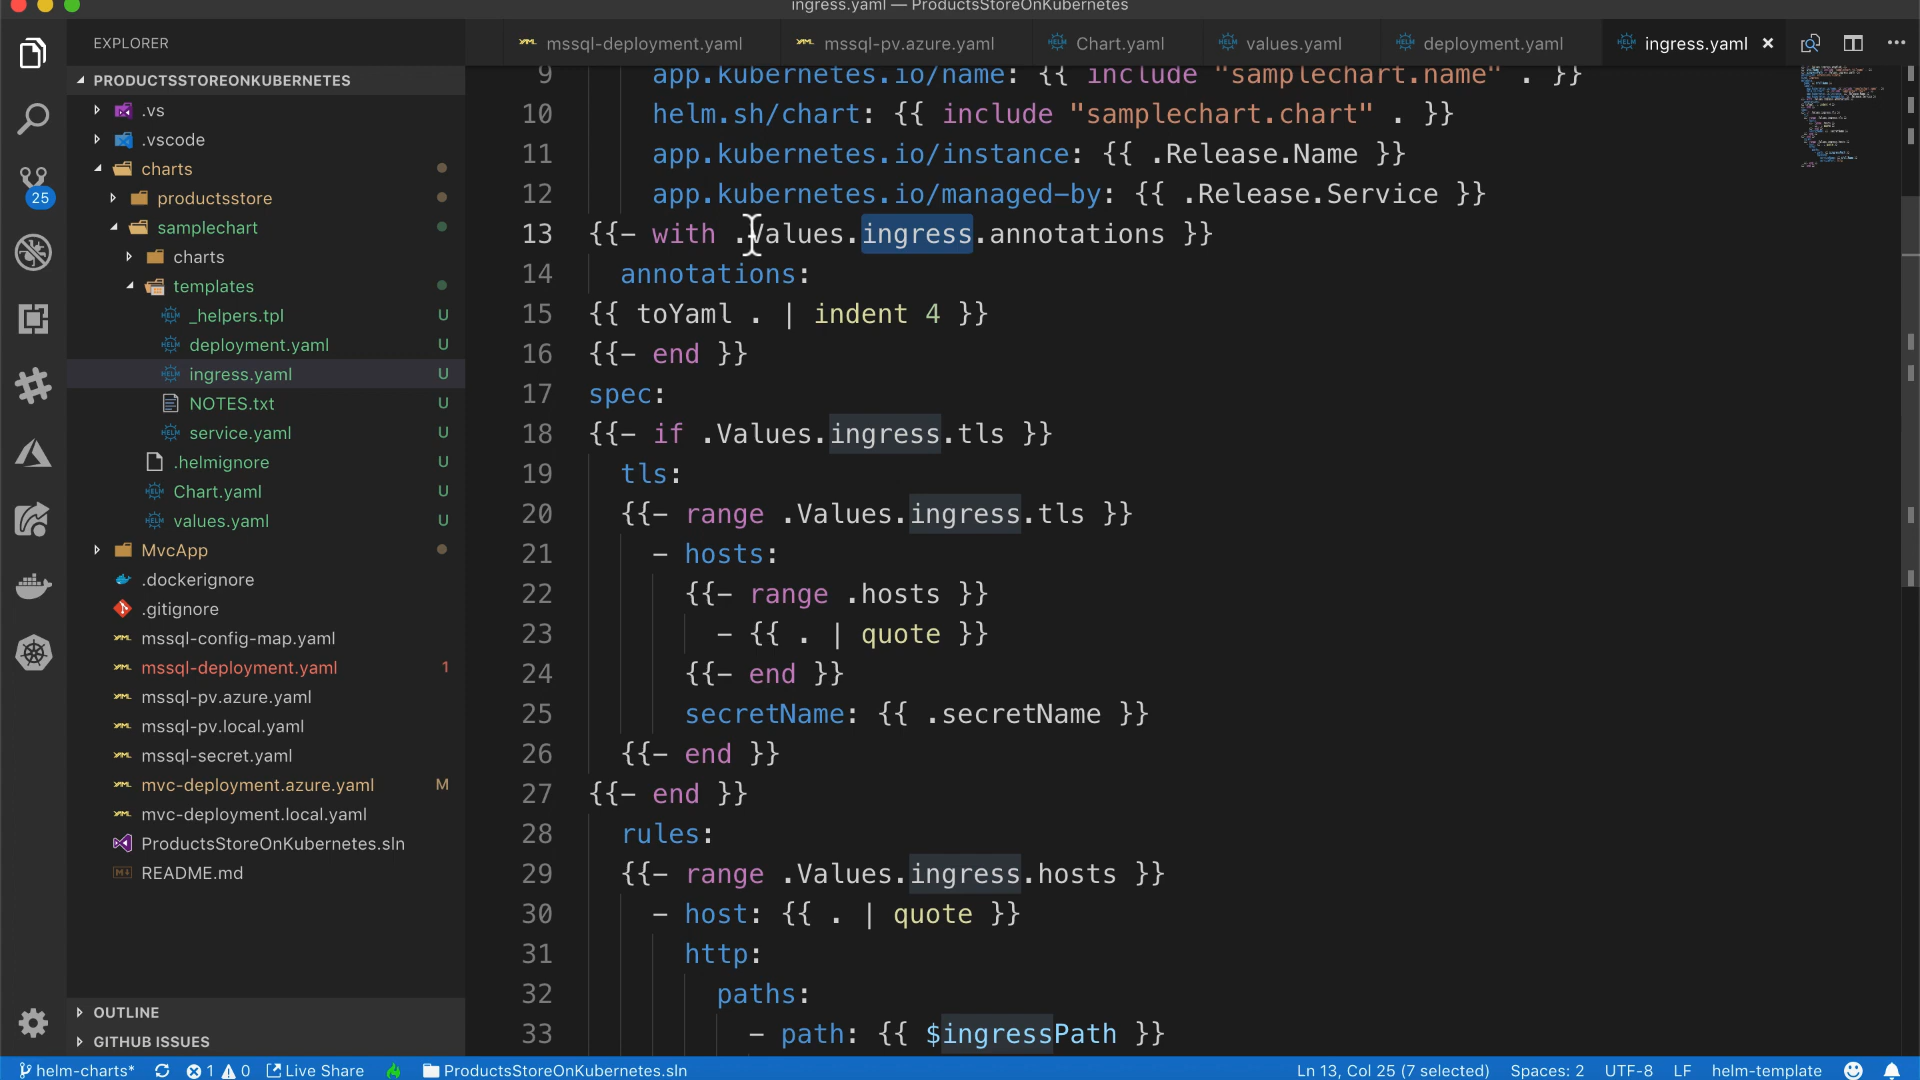 ingress.yaml — ProductsStoreOnKubernetes
EXPLORER
mssql-deployment.yaml
mssql-pv.azure.yaml
Chart.yaml
values.yaml
deployment.yaml
ingress.yaml
PRODUCTSSTOREONKUBERNETES
.vs
.vscode
charts
productsstore
samplechart
charts
templates
_helpers.tpl U
deployment.yaml U
ingress.yaml U
NOTES.txt U
service.yaml U
.helmignore U
Chart.yaml U
values.yaml U
MvcApp
.dockerignore
.gitignore
mssql-config-map.yaml
mssql-deployment.yaml 1
mssql-pv.azure.yaml
mssql-pv.local.yaml
mssql-secret.yaml
mvc-deployment.azure.yaml M
mvc-deployment.local.yaml
ProductsStoreOnKubernetes.sln
README.md
OUTLINE
GITHUB ISSUES
25
9 app.kubernetes.io/name: {{ include "samplechart.name" . }}
10 helm.sh/chart: {{ include "samplechart.chart" . }}
11 app.kubernetes.io/instance: {{ .Release.Name }}
12 app.kubernetes.io/managed-by: {{ .Release.Service }}
13 {{- with .Values.ingress.annotations }}
14 annotations:
15 {{ toYaml . | indent 4 }}
16 {{- end }}
17 spec:
18 {{- if .Values.ingress.tls }}
19 tls:
20 {{- range .Values.ingress.tls }}
21 - hosts:
22 {{- range .hosts }}
23 - {{ . | quote }}
24 {{- end }}
25 secretName: {{ .secretName }}
26 {{- end }}
27 {{- end }}
28 rules:
29 {{- range .Values.ingress.hosts }}
30 - host: {{ . | quote }}
31 http:
32 paths:
33 - path: {{ $ingressPath }}
helm-charts* 1 0 Live Share ProductsStoreOnKubernetes.sln Ln 13, Col 25 (7 selected) Spaces: 2 UTF-8 LF helm-template